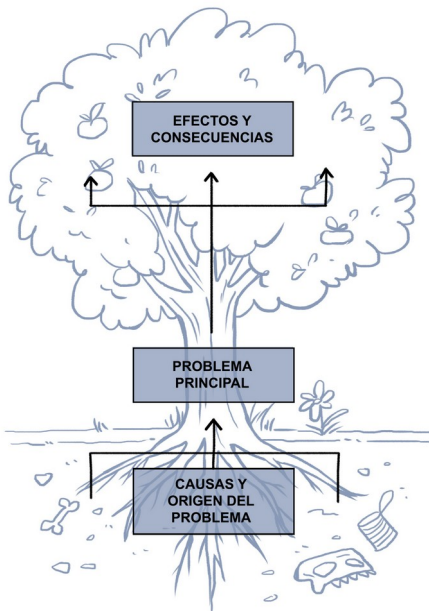 EFECTOS Y
CONSECUENCIAS
PROBLEMA
PRINCIPAL
CAUSAS Y
ORIGEN DEL
PROBLEMA